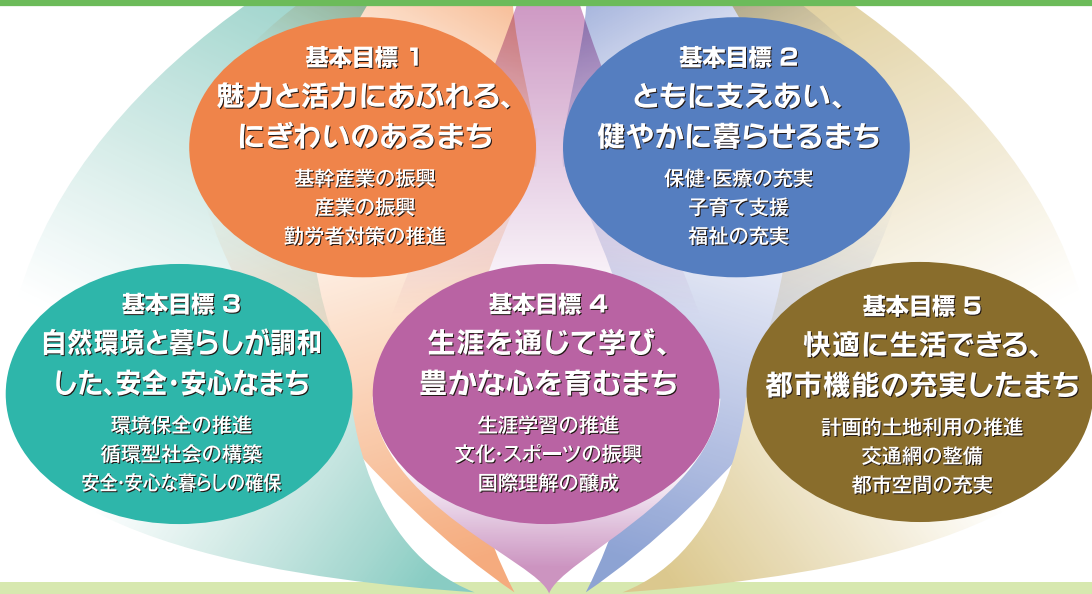 基本目標 1
魅力と活力にあふれる、
にぎわいのあるまち
基幹産業の振興
産業の振興
勤労者対策の推進
基本目標 2
ともに支えあい、
健やかに暮らせるまち
保健・医療の充実
子育て支援
福祉の充実
基本目標 3
自然環境と暮らしが調和
した、安全・安心なまち
環境保全の推進
循環型社会の構築
安全・安心な暮らしの確保
基本目標 4
生涯を通じて学び、
豊かな心を育むまち
生涯学習の推進
文化・スポーツの振興
国際理解の醸成
基本目標 5
快適に生活できる、
都市機能の充実したまち
計画的土地利用の推進
交通網の整備
都市空間の充実